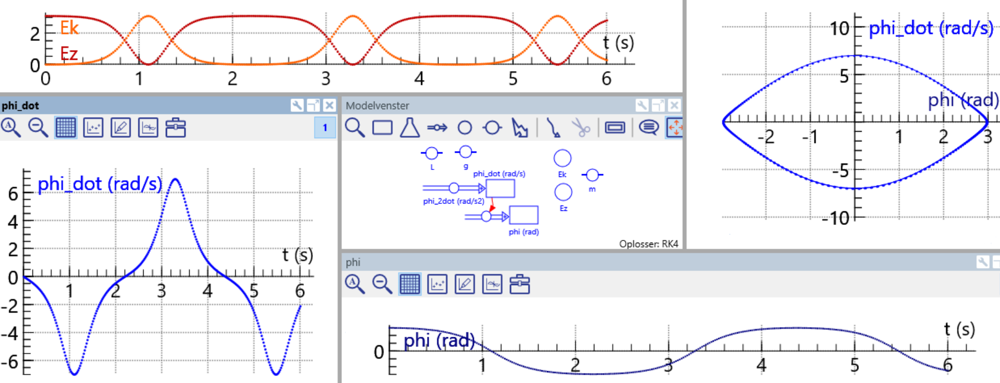 Ek
Ez
2
0
t (s)
0 1 2 3 4 5 6
phi_dot (rad/s)
10
5
-5
-10
phi (rad)
-2 -1 1 2 3
phi_dot
1
phi_dot (rad/s)
6
4
2
0
-2
-4
-6
t (s)
1 2 3 4 5 6
Modelvenster
L
g
phi_dot (rad/s)
phi_2dot (rad/s2)
phi (rad)
Ek
m
Ez
Oplosser: RK4
phi
phi (rad)
0
t (s)
1 2 3 4 5 6